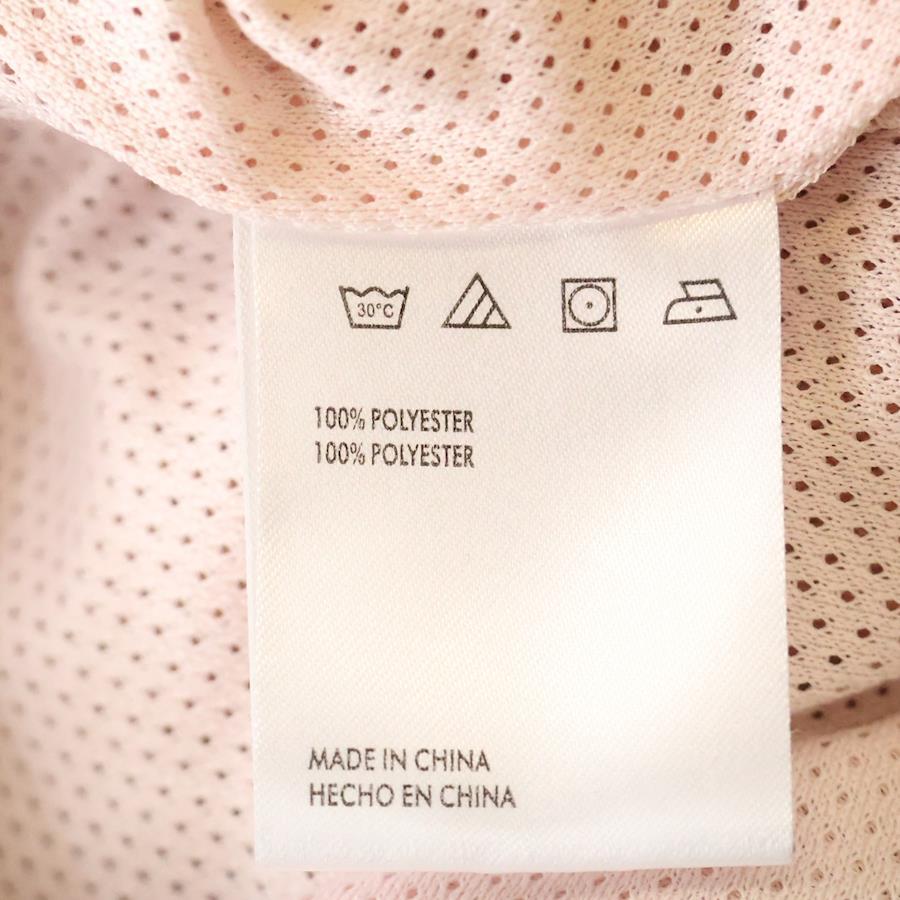 30°C
100% POLYESTER
100% POLYESTER
MADE IN CHINA
HECHO EN CHINA